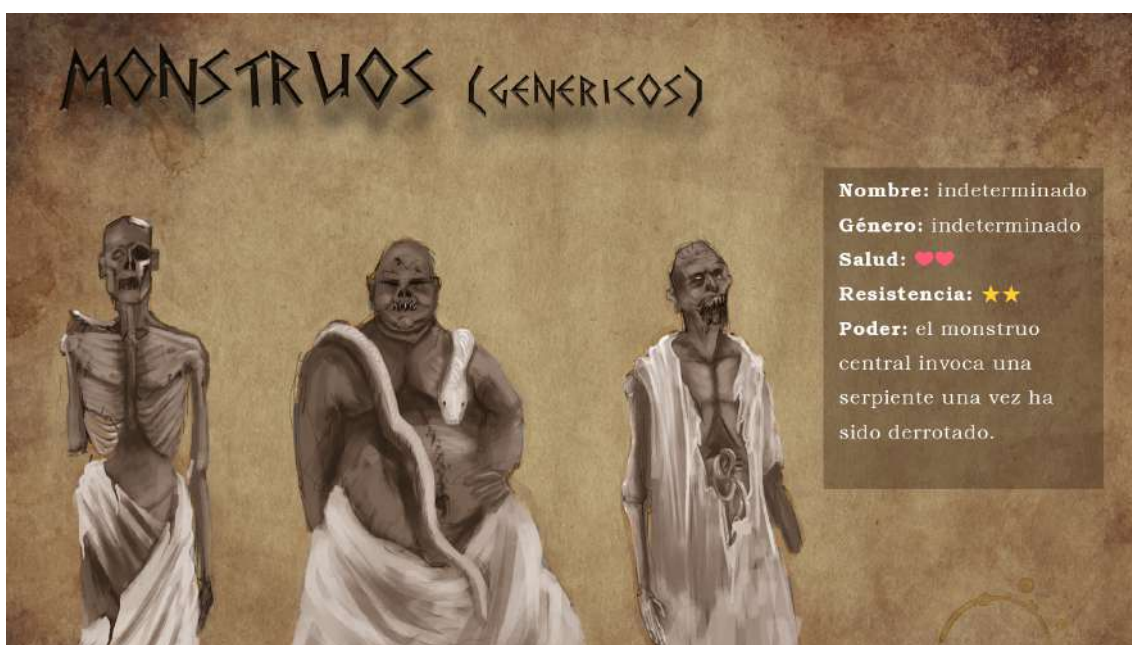 MONSTRUOS (GENERICOS)
Nombre: indeterminado
Género: indeterminado
Salud:
Resistencia:
Poder: el monstruo
central invoca una
serpiente una vez ha
sido derrotado.